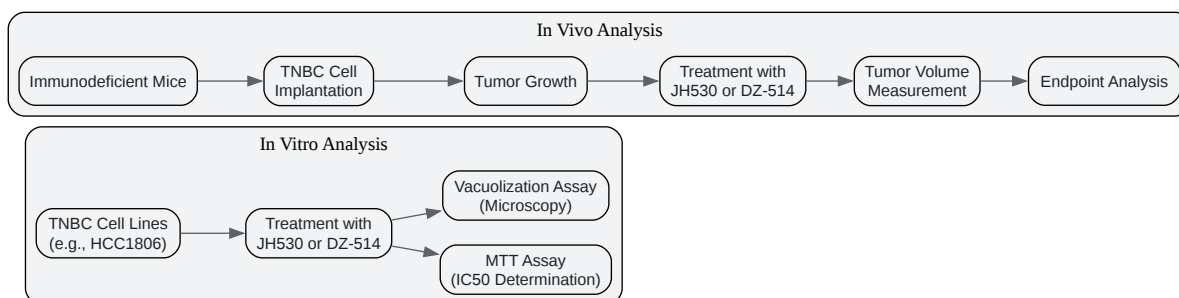 In Vivo Analysis
Immunodeficient Mice
TNBC Cell
Implantation
Tumor Growth
Treatment with
JH530 or DZ-514
Tumor Volume
Measurement
Endpoint Analysis
In Vitro Analysis
TNBC Cell Lines
(e.g., HCC1806)
Treatment with
JH530 or DZ-514
Vacuolization Assay
(Microscopy)
MTT Assay
(IC50 Determination)